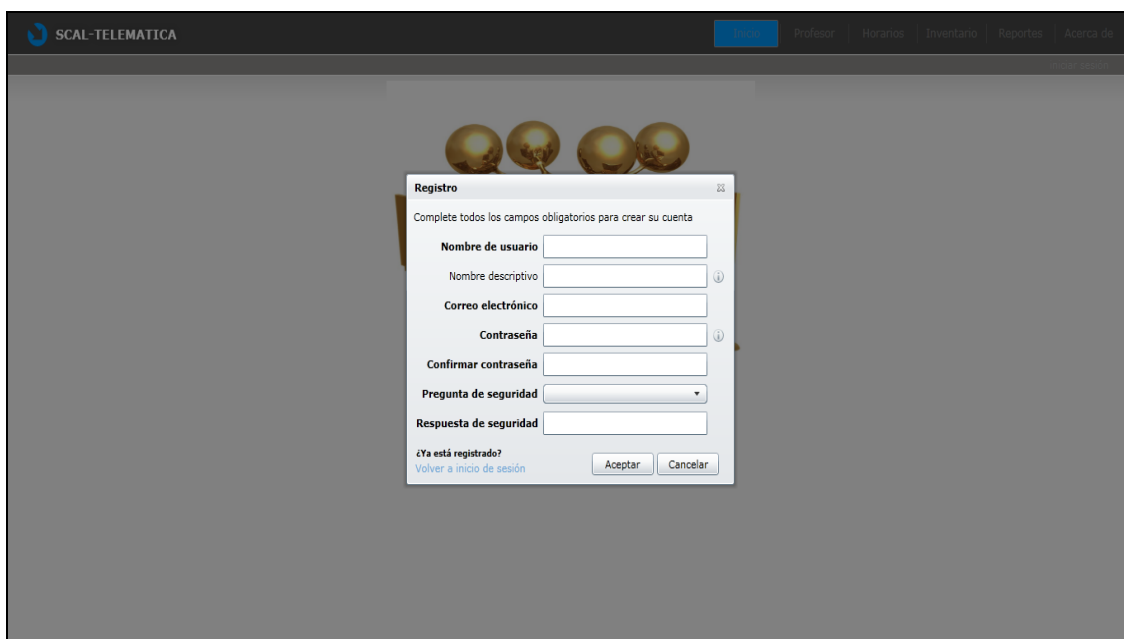 SCAL-TELEMATICA
Inicio Profesor Horarios Inventario Reportes Acerca de
Iniciar sesión
Registro
Complete todos los campos obligatorios para crear su cuenta
Nombre de usuario
Nombre descriptivo
Correo electrónico
Contraseña
Confirmar contraseña
Pregunta de seguridad
Respuesta de seguridad
¿Ya está registrado?
Volver a inicio de sesión
Aceptar Cancelar